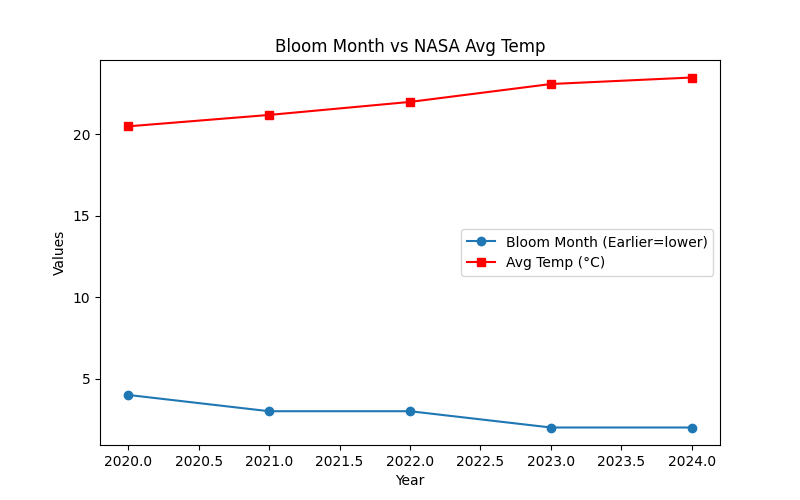 Bloom Month vs NASA Avg Temp
Values
20
15
10
5
Bloom Month (Earlier=lower)
Avg Temp (°C)
2020.0 2020.5 2021.0 2021.5 2022.0 2022.5 2023.0 2023.5 2024.0
Year